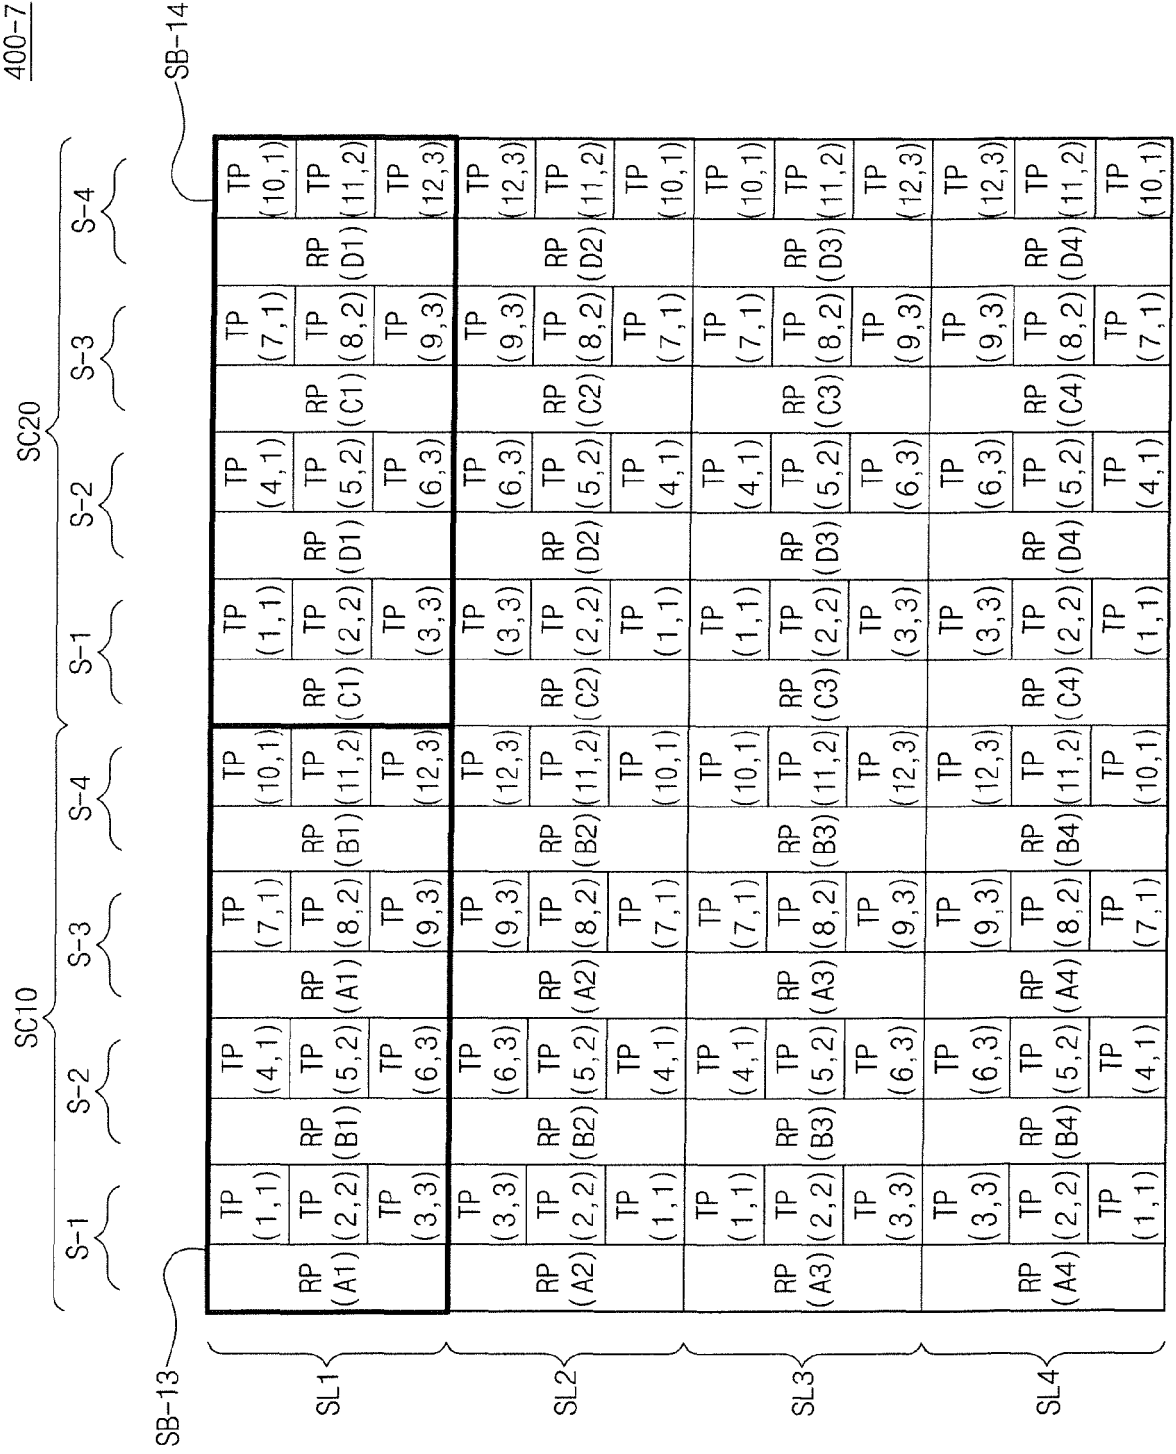 400-7
SC10 SC20
S-1 S-2 S-3 S-4 S-1 S-2 S-3 S-4
SB-13 SB-14
TP TP TP TP TP TP TP TP
(1,1) (4,1) (7,1) (10,1) (1,1) (4,1) (7,1) (10,1)
SL1 RP TP RP TP RP TP RP TP RP TP RP TP RP TP RP TP
(A1) (2,2) (B1) (5,2) (A1) (8,2) (B1) (11,2) (C1) (2,2) (D1) (5,2) (C1) (8,2) (D1) (11,2)
TP TP TP TP TP TP TP TP
(3,3) (6,3) (9,3) (12,3) (3,3) (6,3) (9,3) (12,3)
TP TP TP TP TP TP TP TP
(3,3) (6,3) (9,3) (12,3) (3,3) (6,3) (9,3) (12,3)
SL2 RP TP RP TP RP TP RP TP RP TP RP TP RP TP RP TP
(A2) (2,2) (B2) (5,2) (A2) (8,2) (B2) (11,2) (C2) (2,2) (D2) (5,2) (C2) (8,2) (D2) (11,2)
TP TP TP TP TP TP TP TP
(1,1) (4,1) (7,1) (10,1) (1,1) (4,1) (7,1) (10,1)
TP TP TP TP TP TP TP TP
(1,1) (4,1) (7,1) (10,1) (1,1) (4,1) (7,1) (10,1)
SL3 RP TP RP TP RP TP RP TP RP TP RP TP RP TP RP TP
(A3) (2,2) (B3) (5,2) (A3) (8,2) (B3) (11,2) (C3) (2,2) (D3) (5,2) (C3) (8,2) (D3) (11,2)
TP TP TP TP TP TP TP TP
(3,3) (6,3) (9,3) (12,3) (3,3) (6,3) (9,3) (12,3)
TP TP TP TP TP TP TP TP
(3,3) (6,3) (9,3) (12,3) (3,3) (6,3) (9,3) (12,3)
SL4 RP TP RP TP RP TP RP TP RP TP RP TP RP TP RP TP
(A4) (2,2) (B4) (5,2) (A4) (8,2) (B4) (11,2) (C4) (2,2) (D4) (5,2) (C4) (8,2) (D4) (11,2)
TP TP TP TP TP TP TP TP
(1,1) (4,1) (7,1) (10,1) (1,1) (4,1) (7,1) (10,1)